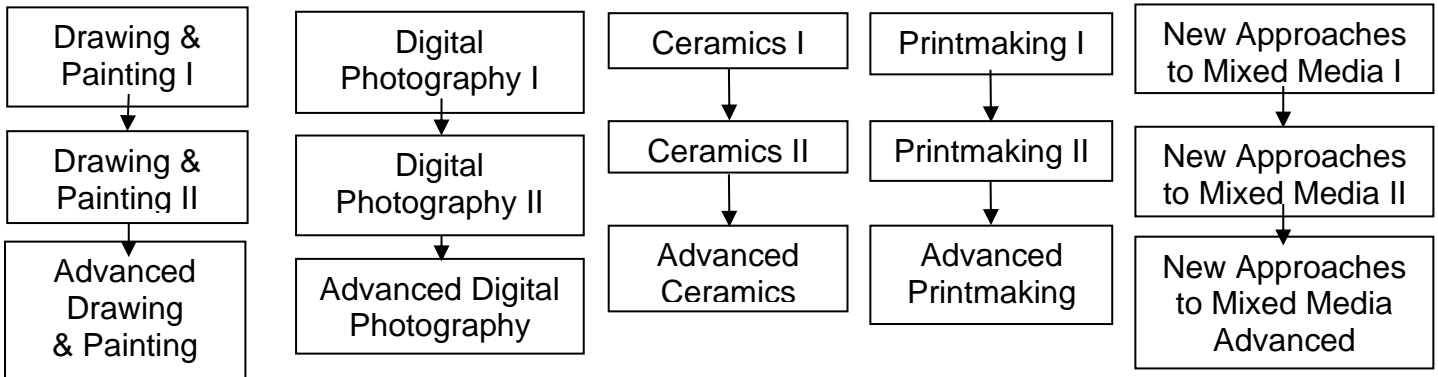 Drawing &
Painting I
Drawing &
Painting II
Advanced
Drawing
& Painting
Digital
Photography I
Digital
Photography II
Advanced Digital
Photography
Ceramics I
Ceramics II
Advanced
Ceramics
Printmaking I
Printmaking II
Advanced
Printmaking
New Approaches
to Mixed Media I
New Approaches
to Mixed Media II
New Approaches
to Mixed Media
Advanced